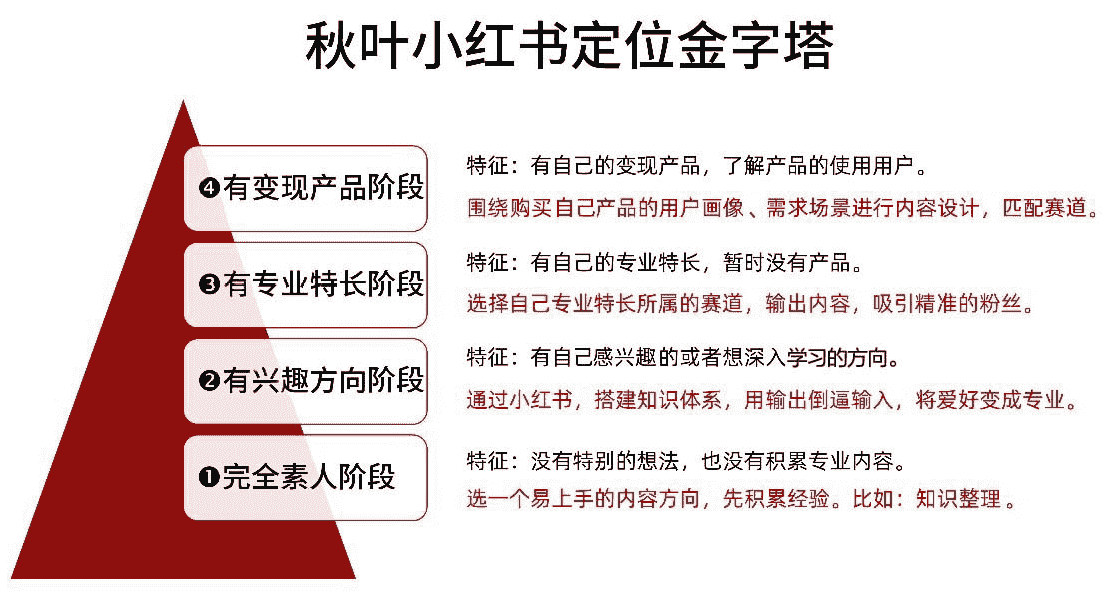 秋叶小红书定位金字塔
❹有变现产品阶段
特征：有自己的变现产品，了解产品的使用用户。
围绕购买自己产品的用户画像、需求场景进行内容设计，匹配赛道。
❸有专业特长阶段
特征：有自己的专业特长，暂时没有产品。
选择自己专业特长所属的赛道，输出内容，吸引精准的粉丝。
❷有兴趣方向阶段
特征：有自己感兴趣的或者想深入学习的方向。
通过小红书，搭建知识体系，用输出倒逼输入，将爱好变成专业。
❶完全素人阶段
特征：没有特别的想法，也没有积累专业内容。
选一个易上手的内容方向，先积累经验。比如：知识整理。